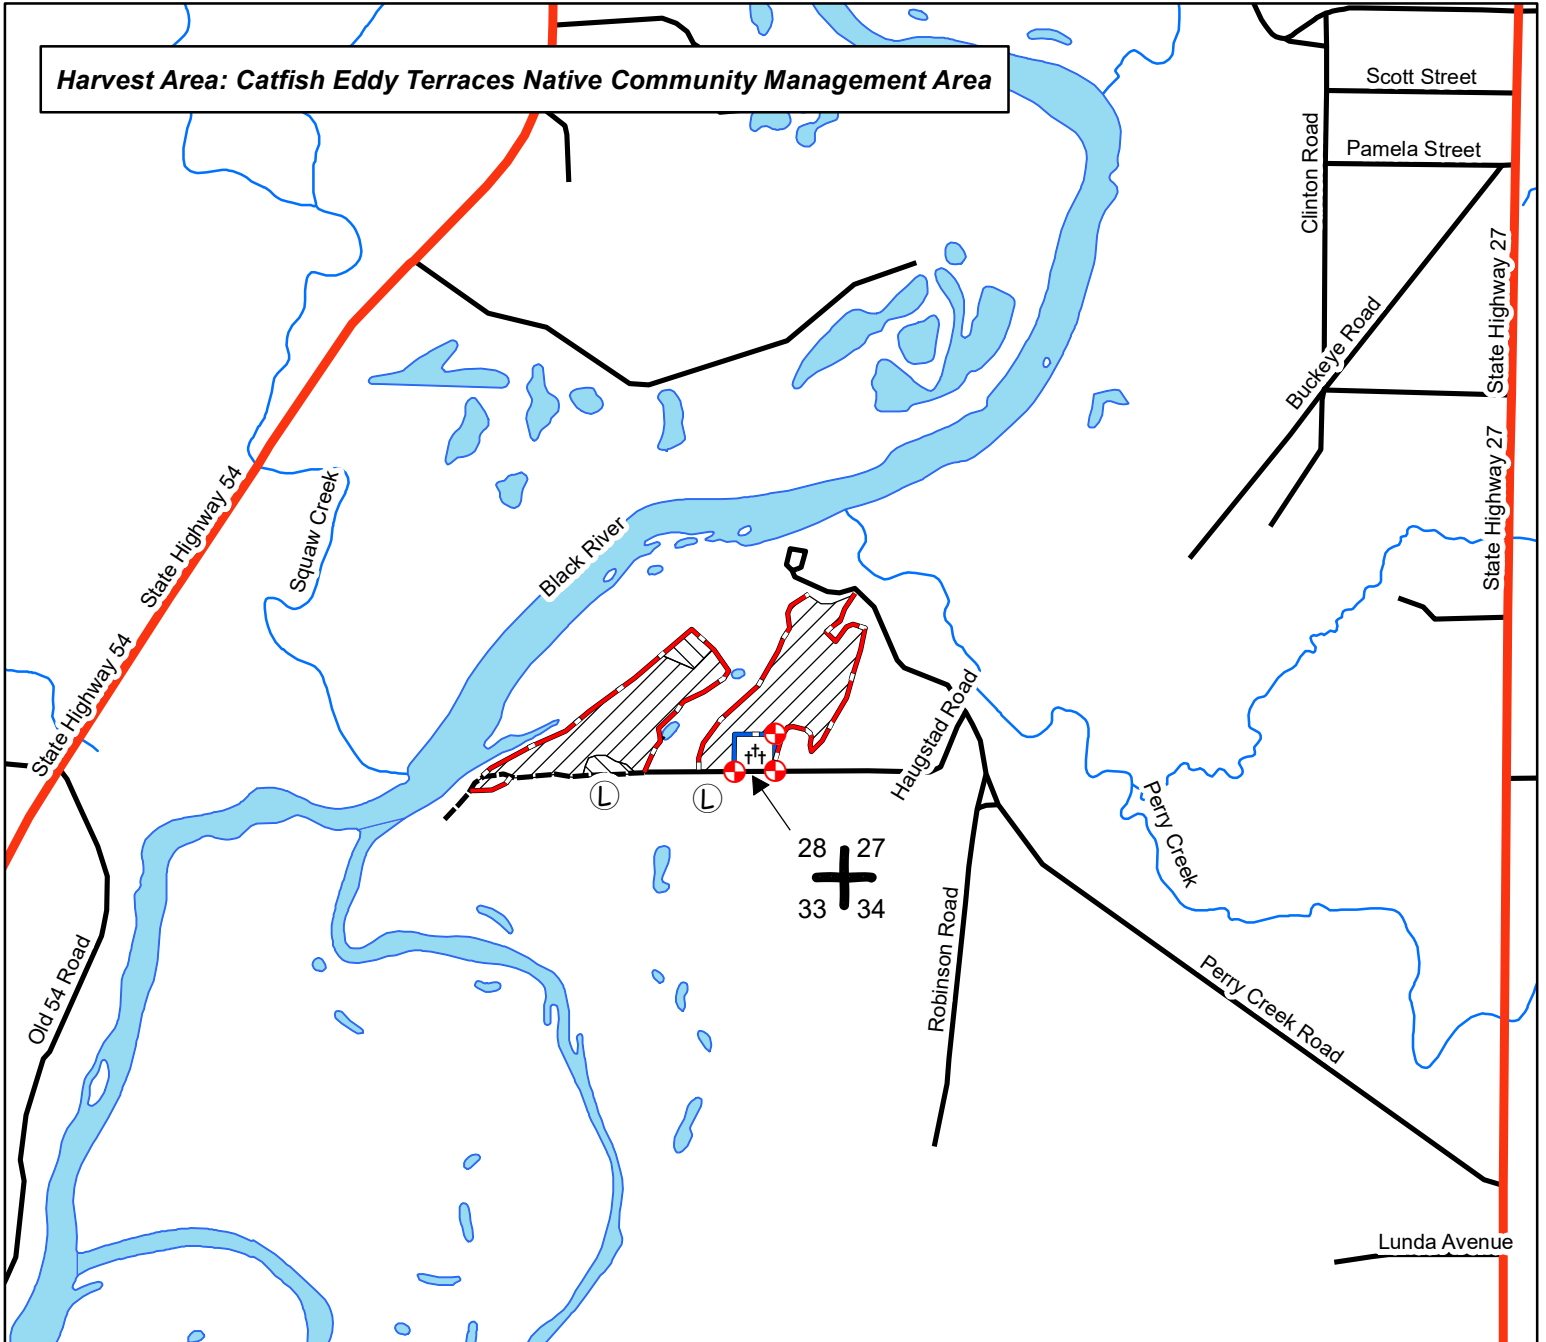 Harvest Area: Catfish Eddy Terraces Native Community Management Area
Scott Street
Pamela Street
Clinton Road
State Highway 27
Buckeye Road
State Highway 27
State Highway 54
Squaw Creek
Black River
State Highway 54
Haugstad Road
L
L
Perry Creek
28 27
33 34
Robinson Road
Old 54 Road
Perry Creek Road
Lunda Avenue